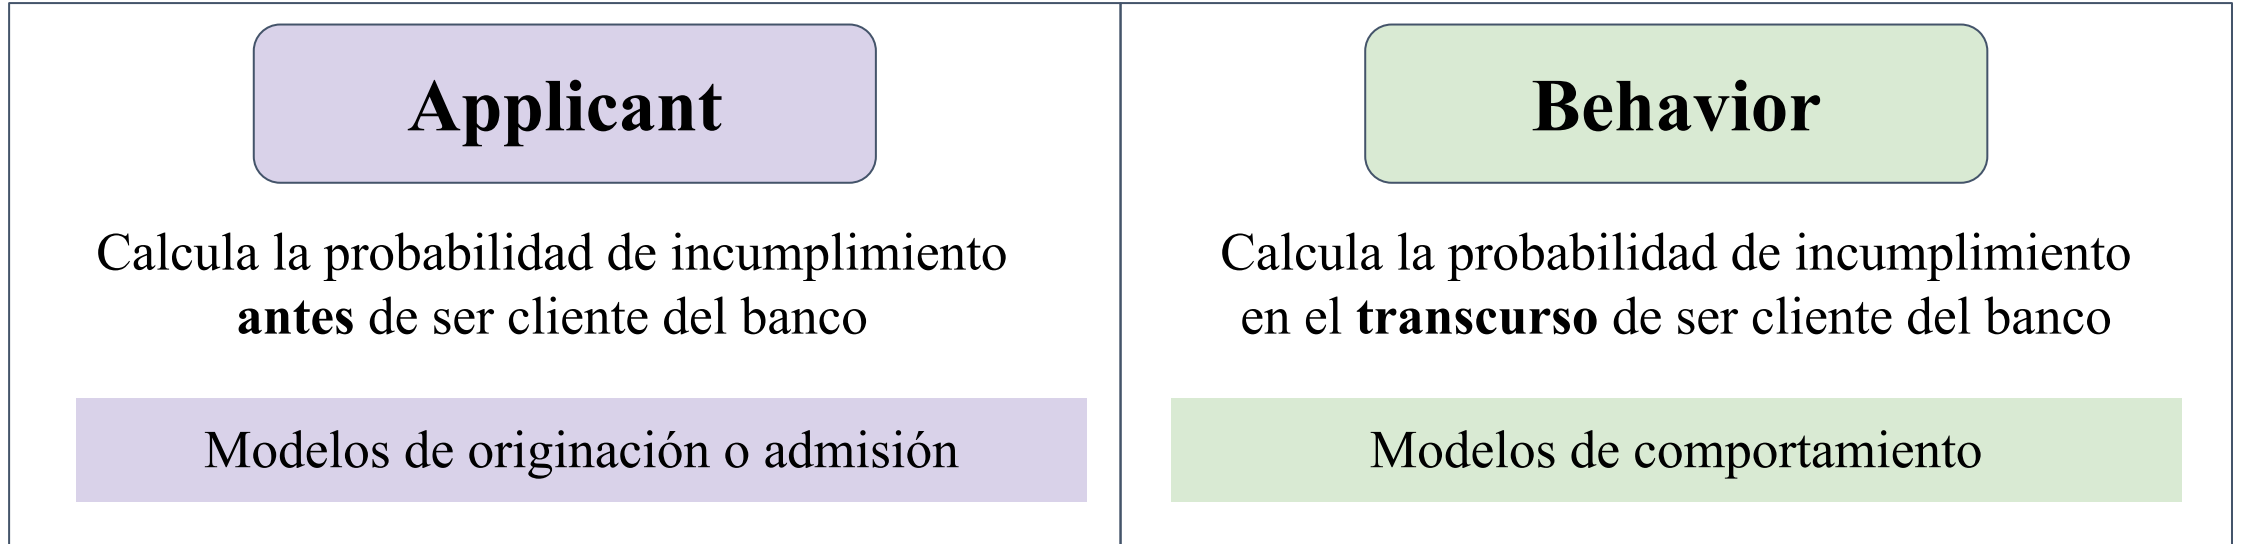 Applicant
Calcula la probabilidad de incumplimiento
antes de ser cliente del banco
Modelos de originación o admisión
Behavior
Calcula la probabilidad de incumplimiento
en el transcurso de ser cliente del banco
Modelos de comportamiento